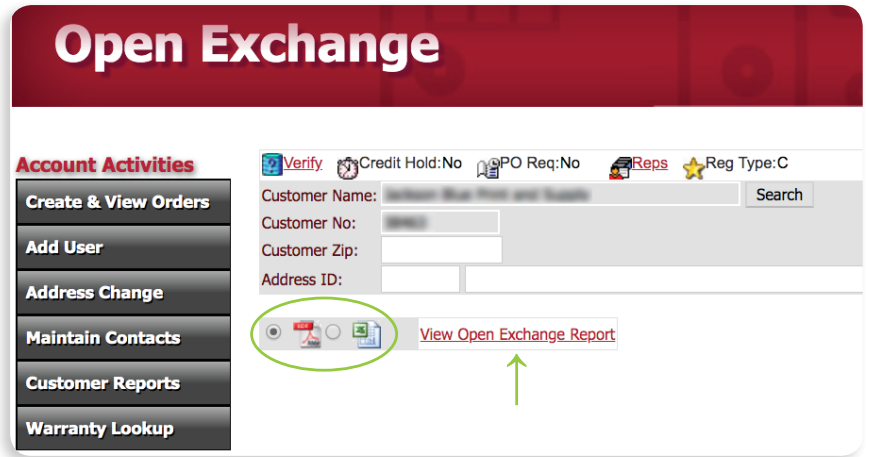 Open Exchange
Account Activities
Create & View Orders
Add User
Address Change
Maintain Contacts
Customer Reports
Warranty Lookup
Verify Credit Hold:No PO Req:No Reps Reg Type:C
Customer Name: Search
Customer No:
Customer Zip:
Address ID:
View Open Exchange Report